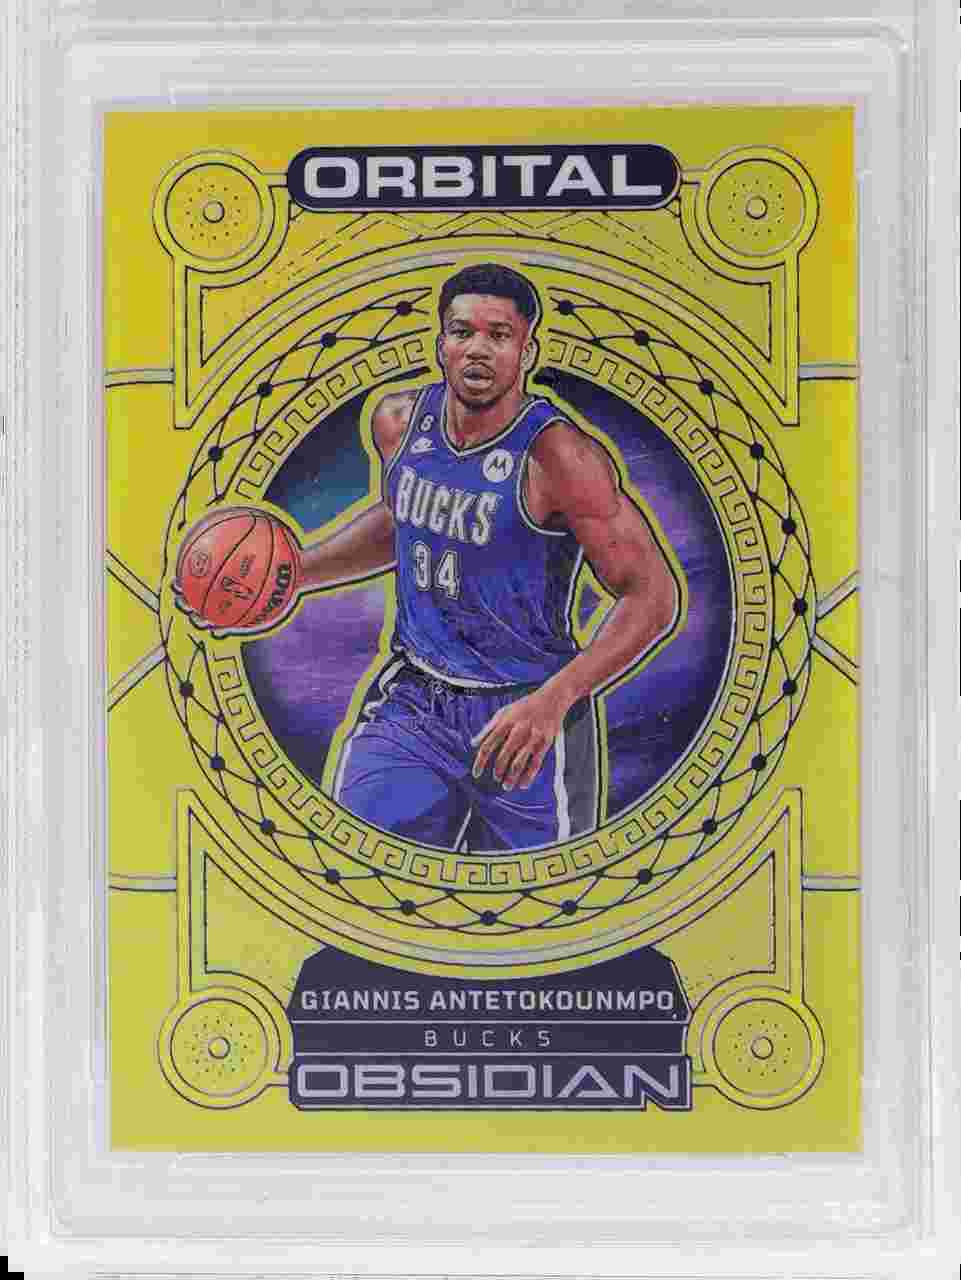 ORBITAL
BUCKS
34
GIANNIS ANTETOKOUNMPO
BUCKS
OBSIDIAN